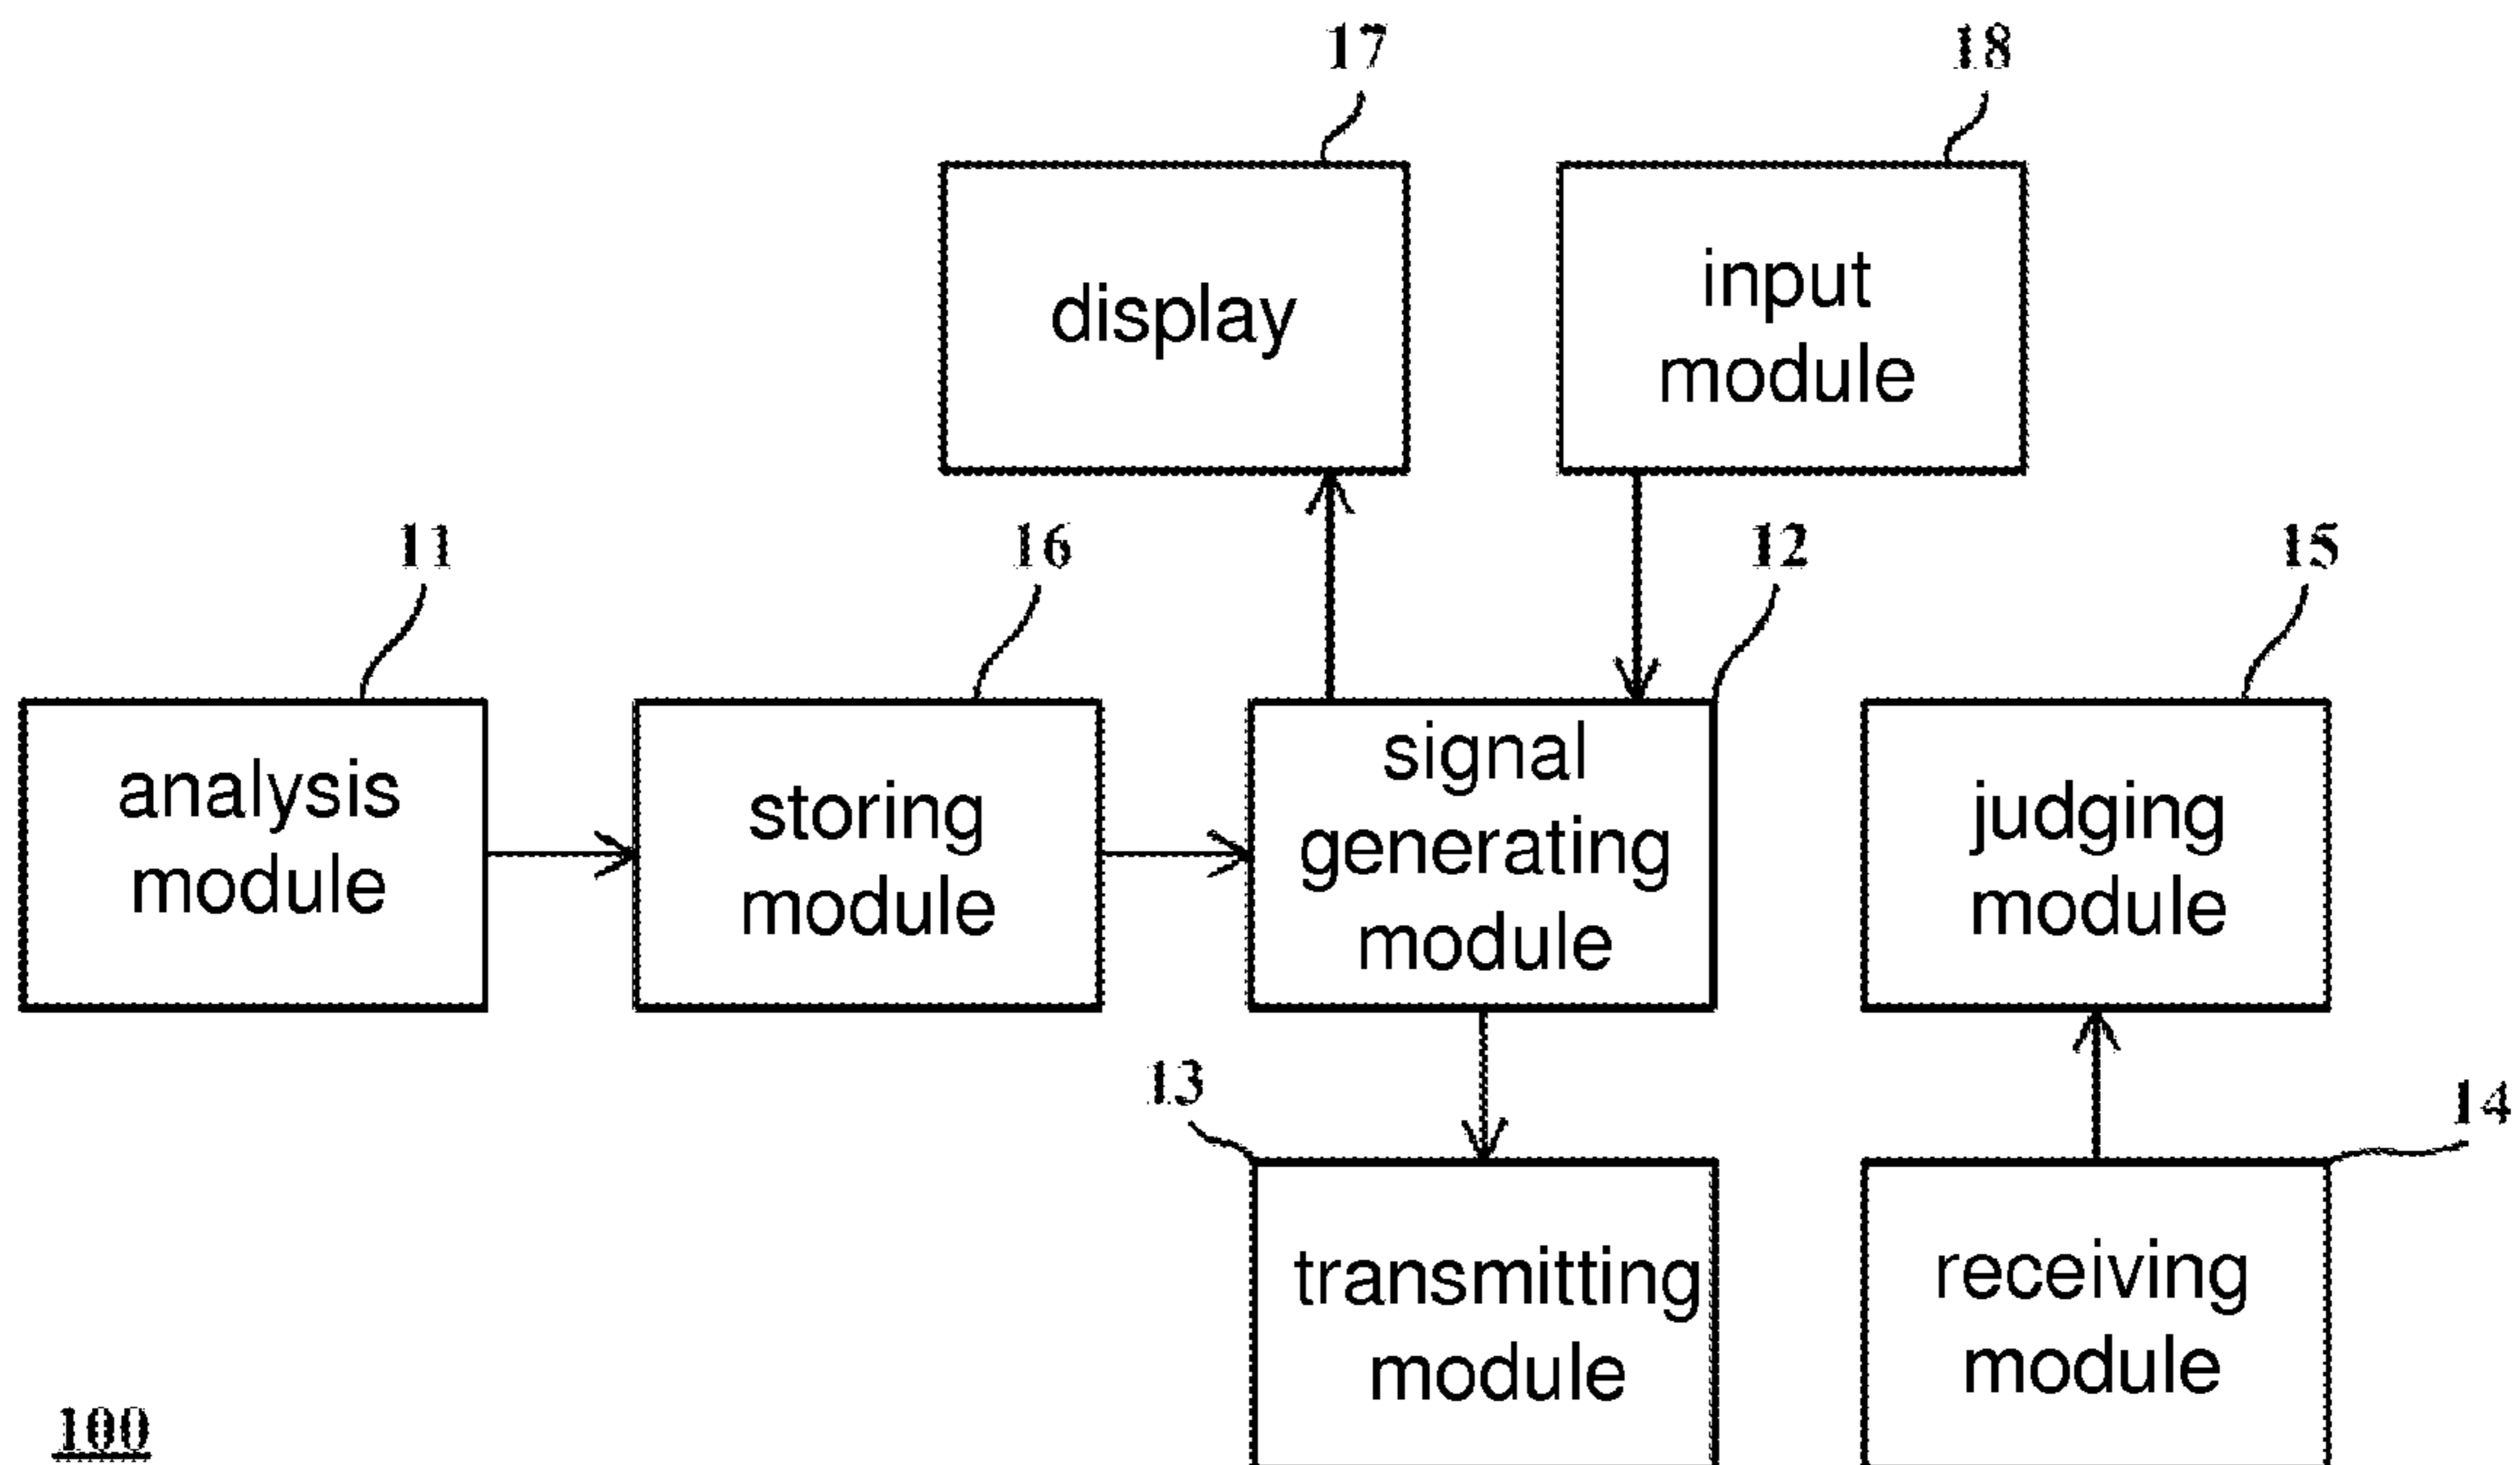 17
18
display
input
module
11
16
12
15
analysis
module
storing
module
signal
generating
module
judging
module
13
14
transmitting
module
receiving
module
100